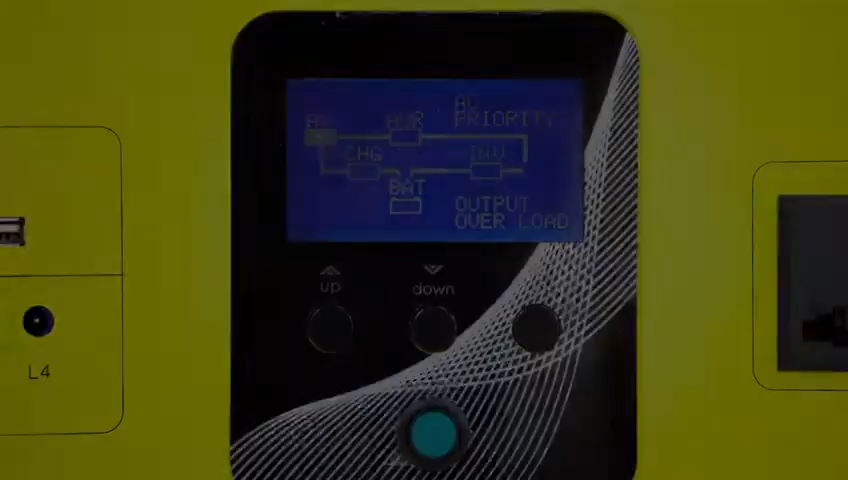 AC
PRIORITY
AVR
CHG
INV
BAT
OUTPUT
OVER LOAD
up
down
L4